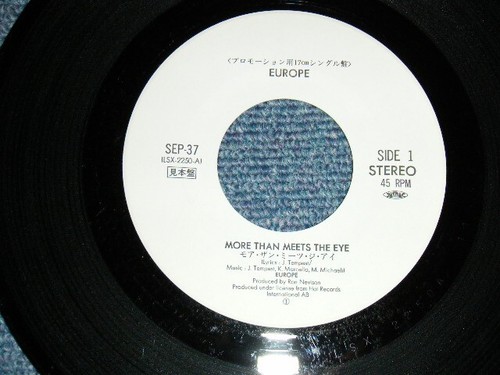 〈プロモーション用17cmシングル盤〉
EUROPE
SEP-37
(LSX-2250-A)
見本盤
SIDE 1
STEREO
45 RPM
MORE THAN MEETS THE EYE
モア・ザン・ミーツ・ジ・アイ
(Lyrics : J. Tempest/
Music : J. Tempest, K. Marcello, M. Michaeli)
EUROPE
Produced by Ron Nevison
Produced under license from Hot Records
International AB
①